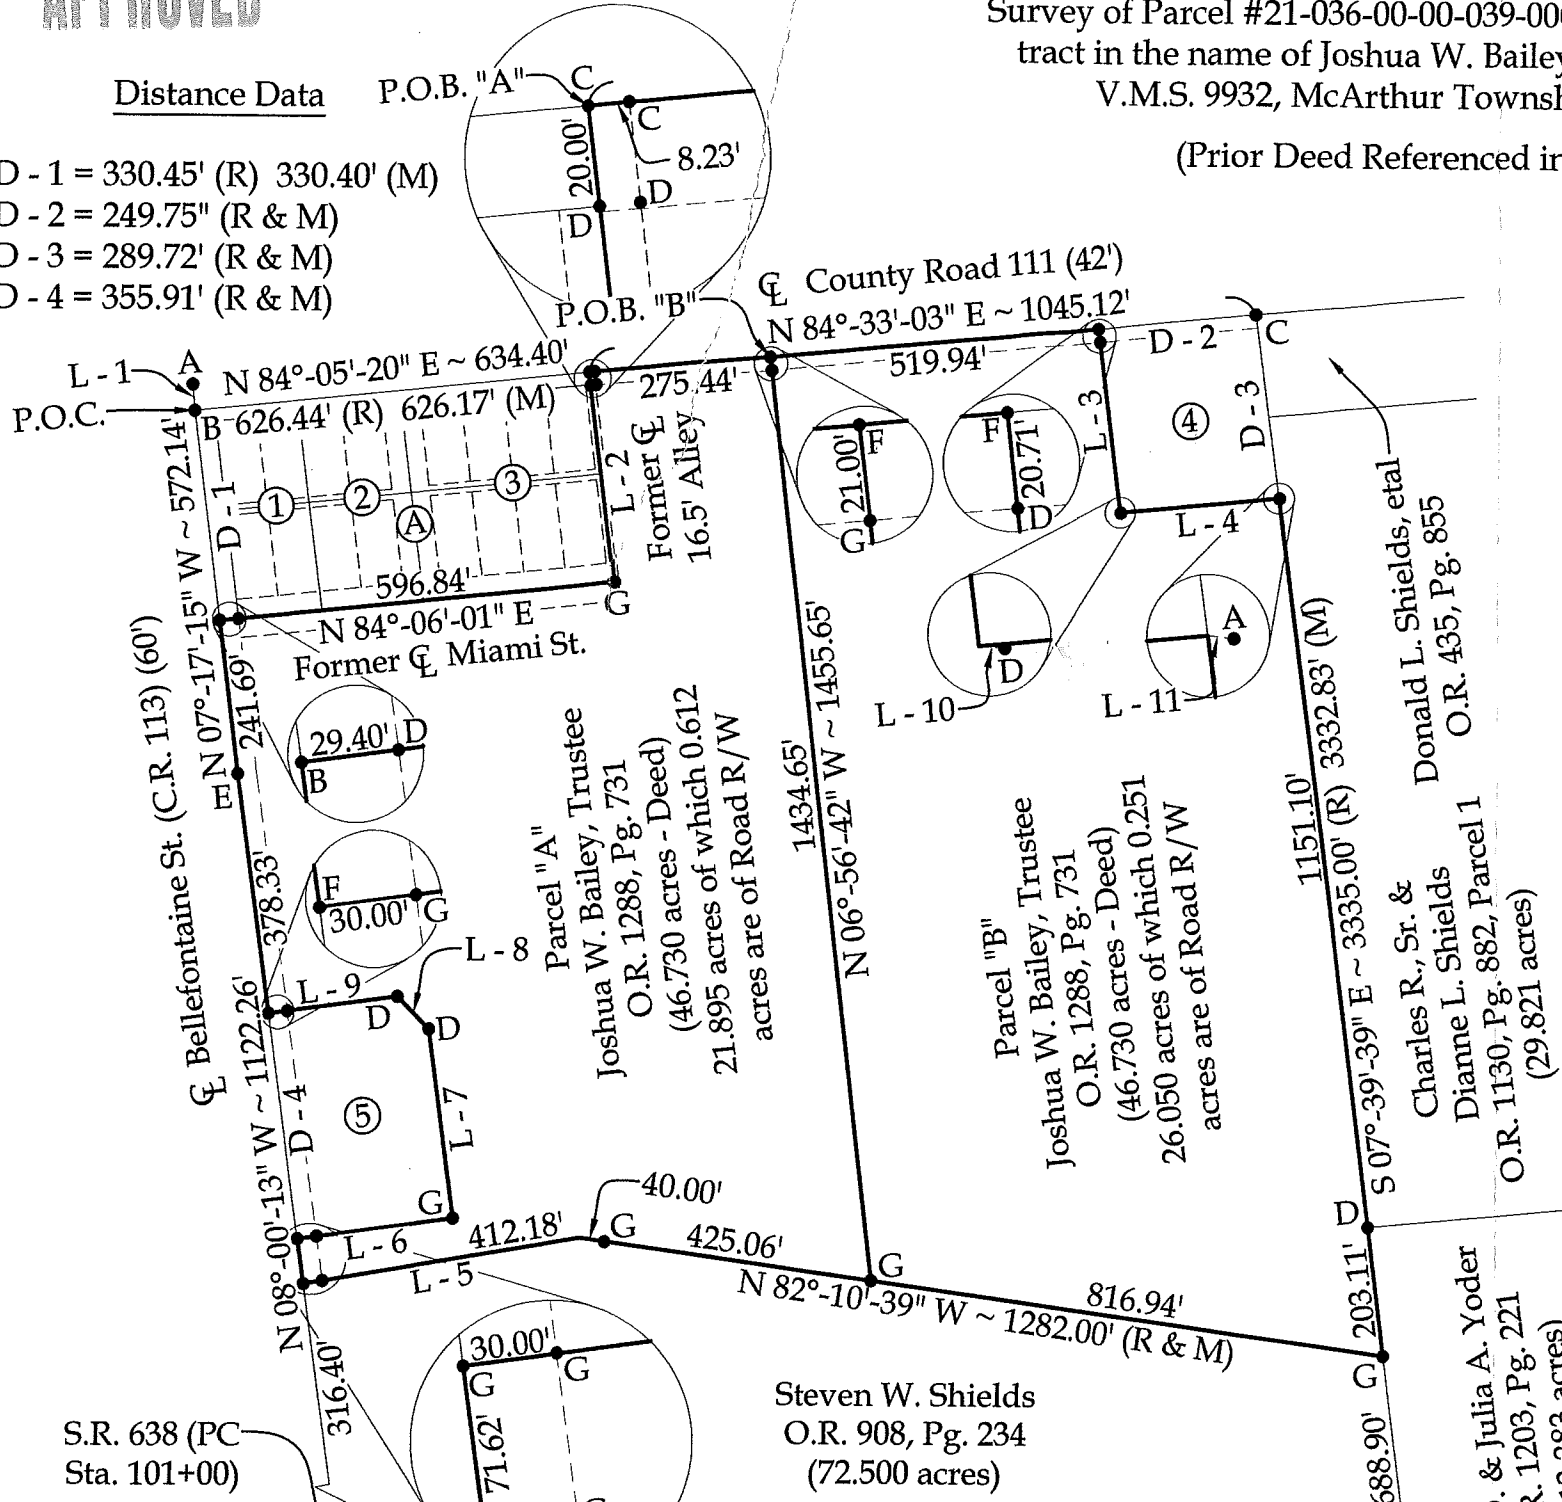 APPROVED
Survey of Parcel #21-036-00-00-039-00
tract in the name of Joshua W. Bailey
V.M.S. 9932, McArthur Townsh
(Prior Deed Referenced in
Distance Data
D - 1 = 330.45' (R) 330.40' (M)
D - 2 = 249.75" (R & M)
D - 3 = 289.72' (R & M)
D - 4 = 355.91' (R & M)
P.O.B. "A"
C
C
20.00'
8.23'
D
D
P.O.B. "B"
℄ County Road 111 (42')
N 84°-33'-03" E ~ 1045.12'
275.44'
519.94'
D - 2
C
L - 1
A
P.O.C.
B
N 84°-05'-20" E ~ 634.40'
626.44' (R) 626.17' (M)
D - 1
1
2
3
A
L - 2
Former ℄
16.5' Alley
596.84'
G
N 84°-06'-01" E
Former ℄ Miami St.
F
21.00'
G
F
20.71'
D
L - 3
4
D - 3
L - 4
D
L - 10
A
L - 11
N 07°-17'-15" W ~ 572.14'
241.69'
E
29.40'
D
B
℄ Bellefontaine St. (C.R. 113) (60')
378.33'
F
30.00'
G
L - 8
L - 9
D
D
N 08°-00'-13" W ~ 1122.26'
D - 4
5
L - 7
G
L - 6
L - 5
412.18'
40.00'
G
425.06'
G
N 82°-10'-39" W ~ 1282.00' (R & M)
816.94'
G
Parcel "A"
Joshua W. Bailey, Trustee
O.R. 1288, Pg. 731
(46.730 acres - Deed)
21.895 acres of which 0.612
acres are of Road R/W
1434.65'
N 06°-56'-42" W ~ 1455.65'
Parcel "B"
Joshua W. Bailey, Trustee
O.R. 1288, Pg. 731
(46.730 acres - Deed)
26.050 acres of which 0.251
acres are of Road R/W
1151.10'
S 07°-39'-39" E ~ 3335.00' (R) 3332.83' (M)
Donald L. Shields, etal
O.R. 435, Pg. 855
Charles R., Sr. &
Dianne L. Shields
O.R. 1130, Pg. 882, Parcel 1
(29.821 acres)
D
203.11'
688.90'
. & Julia A. Yoder
R. 1203, Pg. 221
acres)
316.40'
30.00'
G
G
71.62'
S.R. 638 (PC
Sta. 101+00)
Steven W. Shields
O.R. 908, Pg. 234
(72.500 acres)